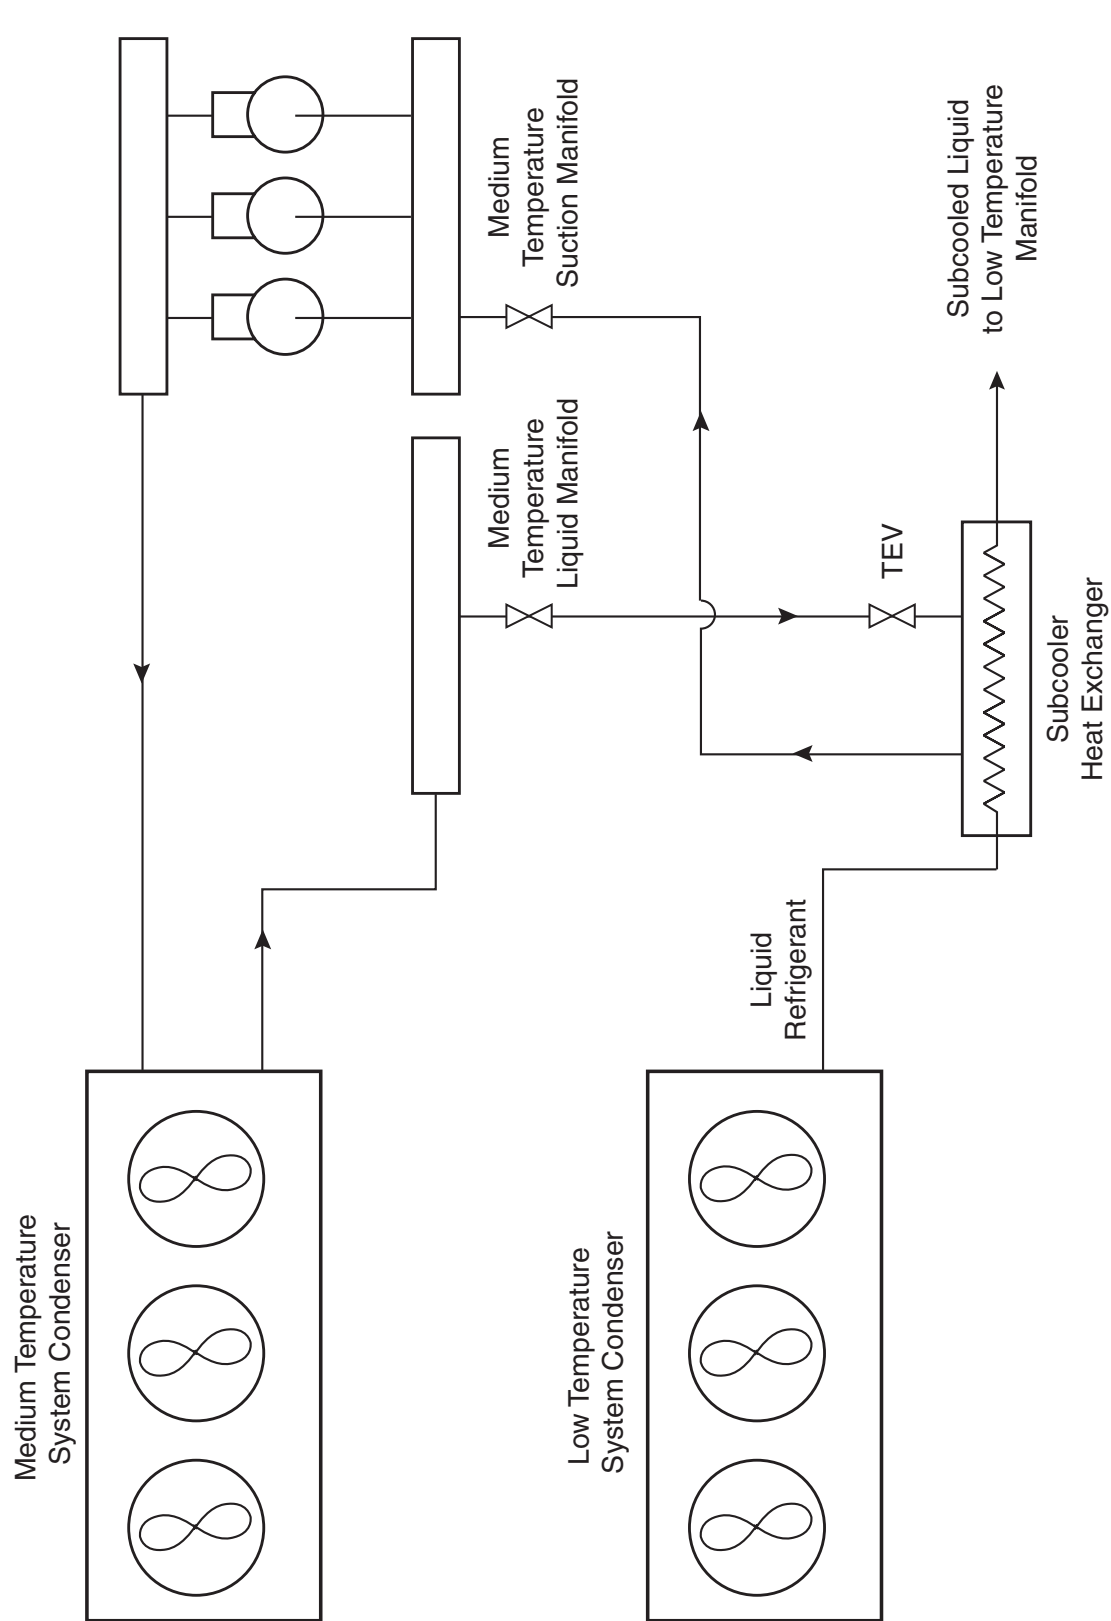 Medium Temperature
System Condenser
Low Temperature
System Condenser
Liquid
Refrigerant
Medium
Temperature
Liquid Manifold
Medium
Temperature
Suction Manifold
TEV
Subcooler
Heat Exchanger
Subcooled Liquid
to Low Temperature
Manifold